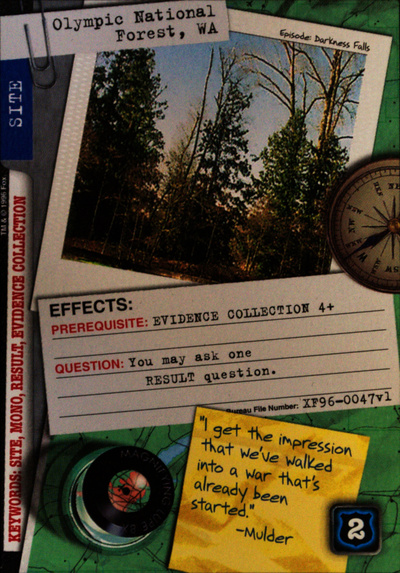 Olympic National
Forest, WA
Episode: Darkness Falls
SITE
TM & © 1996 Fox.
KEYWORDS: SITE, MONO, RESULT, EVIDENCE COLLECTION
EFFECTS:
PREREQUISITE: EVIDENCE COLLECTION 4+
QUESTION: You may ask one
RESULT question.
Bureau File Number: XF96-0047v1
"I get the impression
that we've walked
into a war that's
already been
started."
-Mulder
2